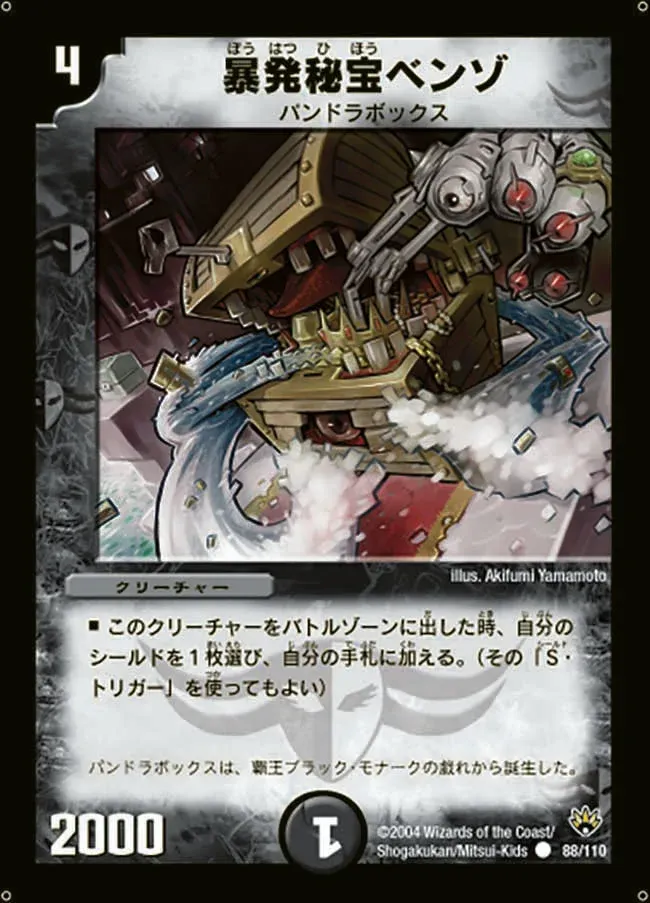 4
ぼう はつ ひ ほう
暴発秘宝ベンゾ
パンドラボックス
illus. Akifumi Yamamoto
クリーチャー
■ このクリーチャーをバトルゾーンに出した時、自分の
シールドを1枚選び、自分の手札に加える。(その「S・
トリガー」を使ってもよい)
パンドラボックスは、覇王ブラック・モナークの戯れから誕生した。
2000
1
©2004 Wizards of the Coast/
Shogakukan/Mitsui-Kids
88/110